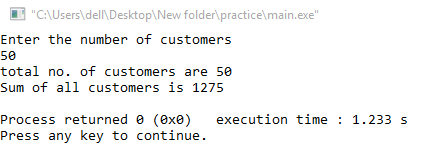 "C:\Users\dell\Desktop\New folder\practice\main.exe"
Enter the number of customers
50
total no. of customers are 50
Sum of all customers is 1275
Process returned 0 (0x0)   execution time : 1.233 s
Press any key to continue.